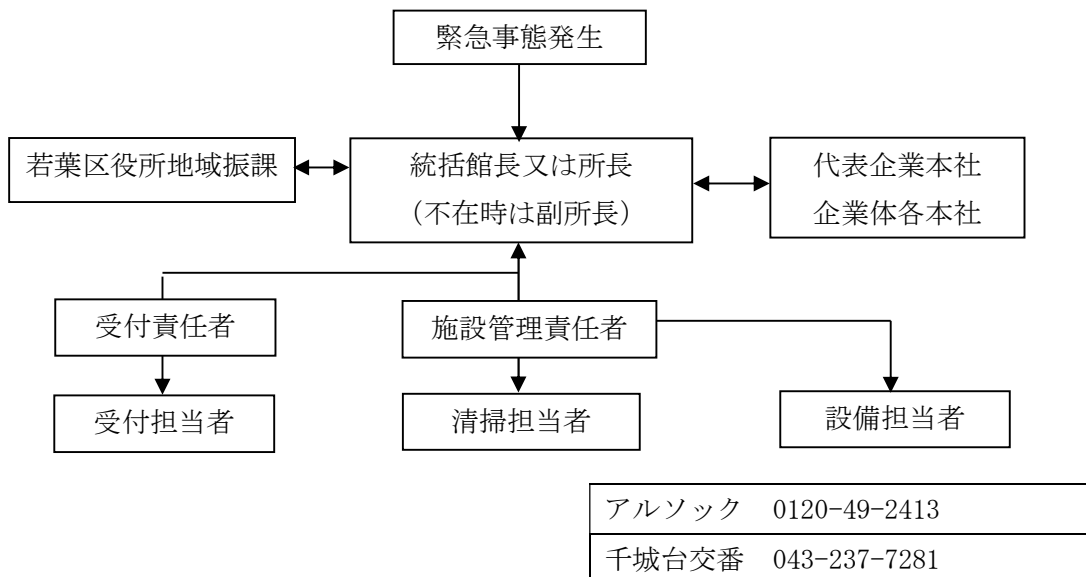 緊急事態発生
若葉区役所地域振課
統括館長又は所長
（不在時は副所長）
代表企業本社
企業体各本社
受付責任者
施設管理責任者
受付担当者
清掃担当者
設備担当者
アルソック　0120-49-2413
千城台交番　043-237-7281